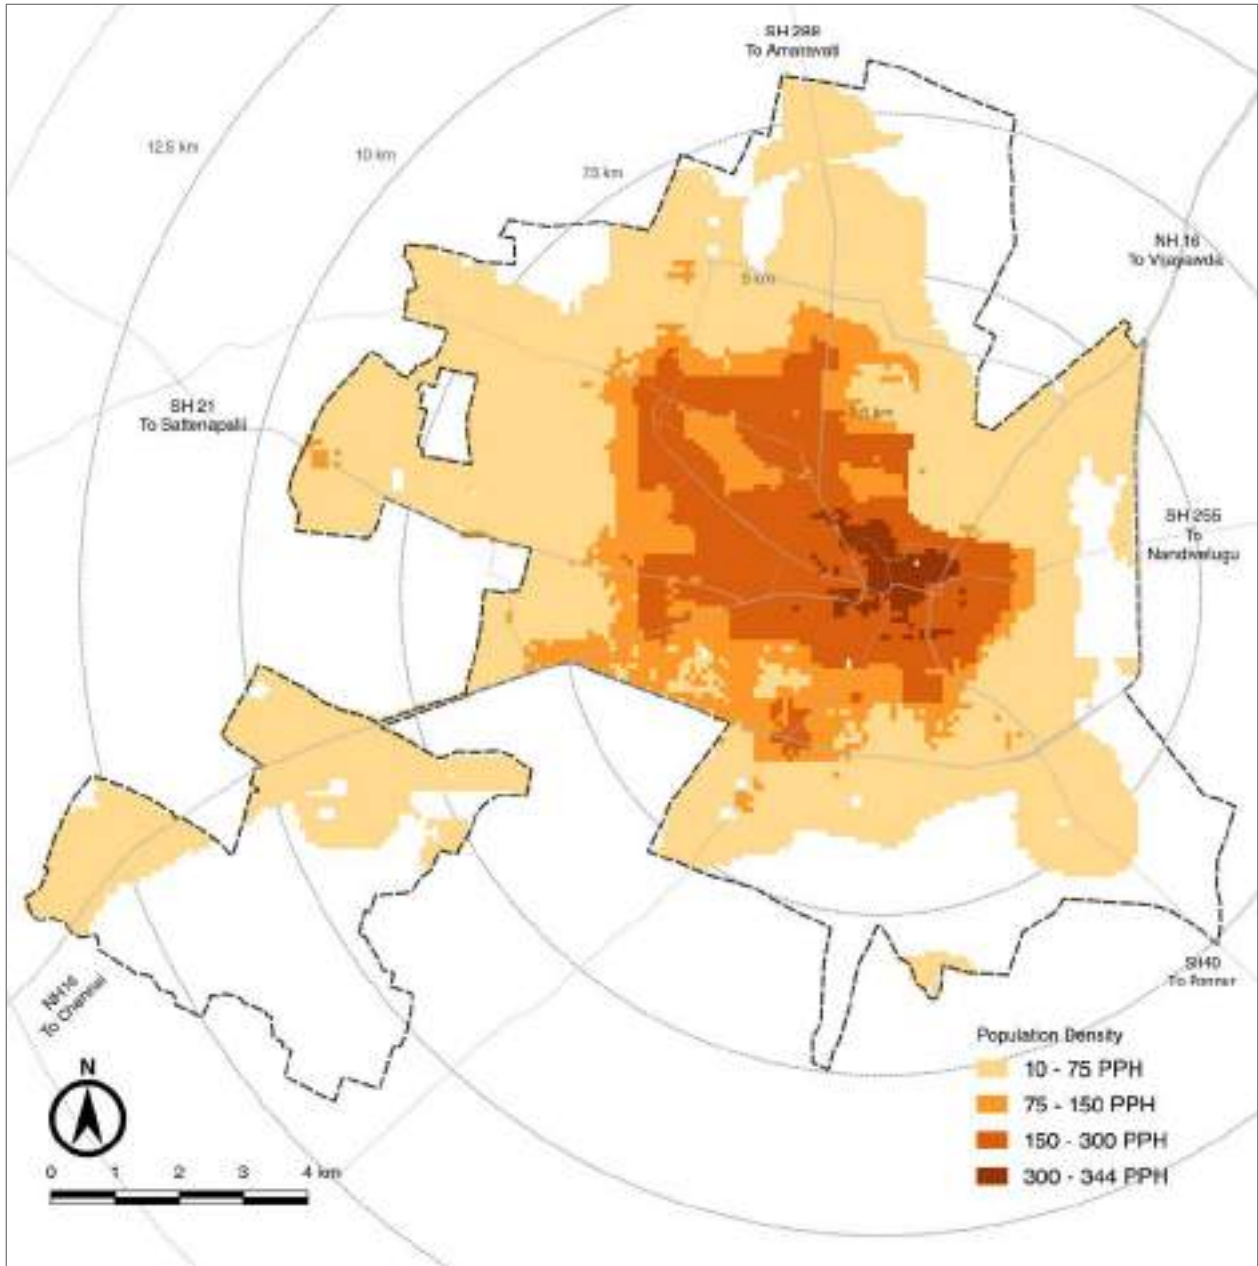 SH 288
To Amaravati
12.5 km
10 km
7.5 km
NH 16
To Vijayawda
5 km
SH 21
To Sattenapalli
2.5 km
SH 255
To
Nandivelugu
NH16
To Chennai
SH40
To Ponnur
Population Density
10 - 75 PPH
75 - 150 PPH
150 - 300 PPH
300 - 344 PPH
N
0 1 2 3 4 km